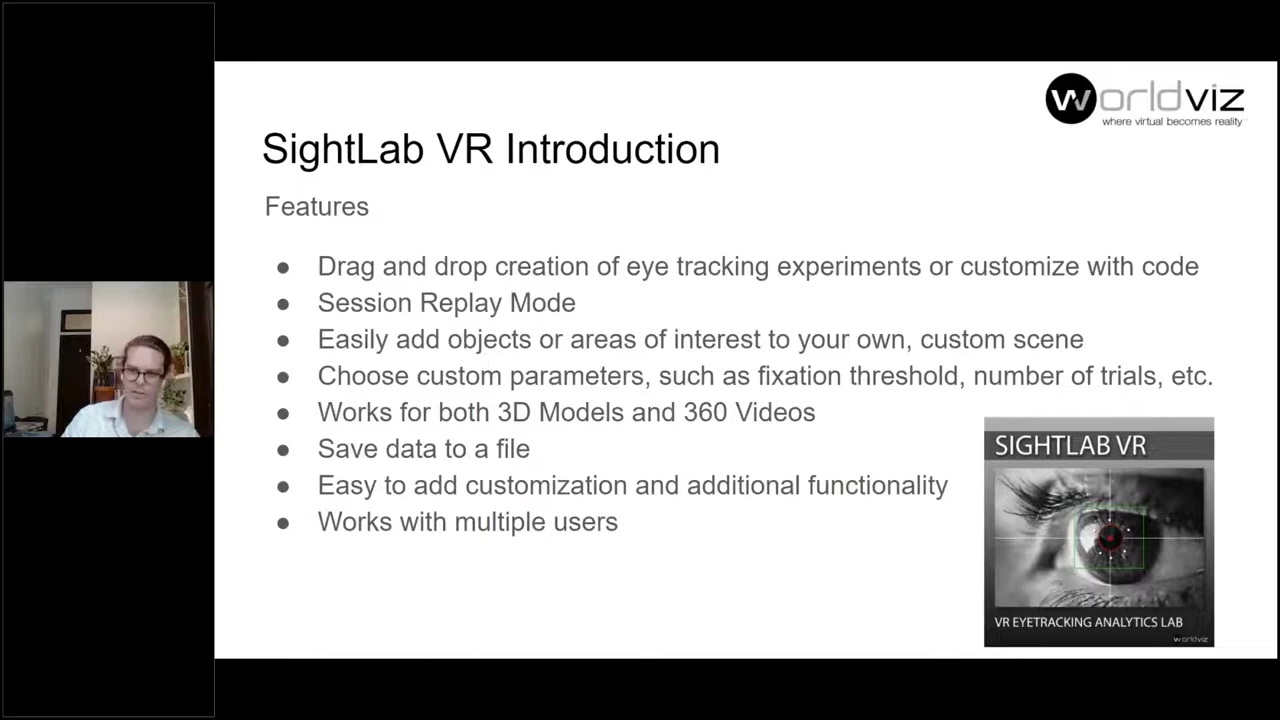 worldviz
where virtual becomes reality
SightLab VR Introduction
Features
● Drag and drop creation of eye tracking experiments or customize with code
● Session Replay Mode
● Easily add objects or areas of interest to your own, custom scene
● Choose custom parameters, such as fixation threshold, number of trials, etc.
● Works for both 3D Models and 360 Videos
● Save data to a file
● Easy to add customization and additional functionality
● Works with multiple users
SIGHTLAB VR
VR EYETRACKING ANALYTICS LAB
worldviz